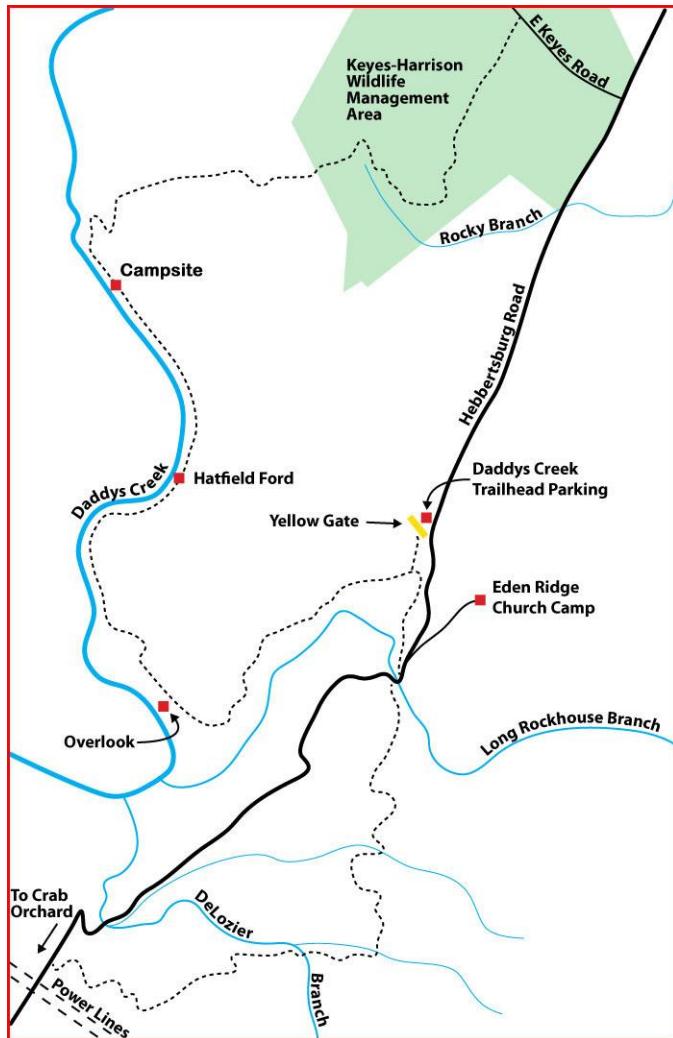 E Keyes Road
Keyes-Harrison
Wildlife
Management
Area
Rocky Branch
Campsite
Hebbertsburg Road
Daddys Creek
Hatfield Ford
Daddys Creek
Trailhead Parking
Yellow Gate
Eden Ridge
Church Camp
Overlook
Long Rockhouse Branch
To Crab
Orchard
DeLozier
Branch
Power Lines